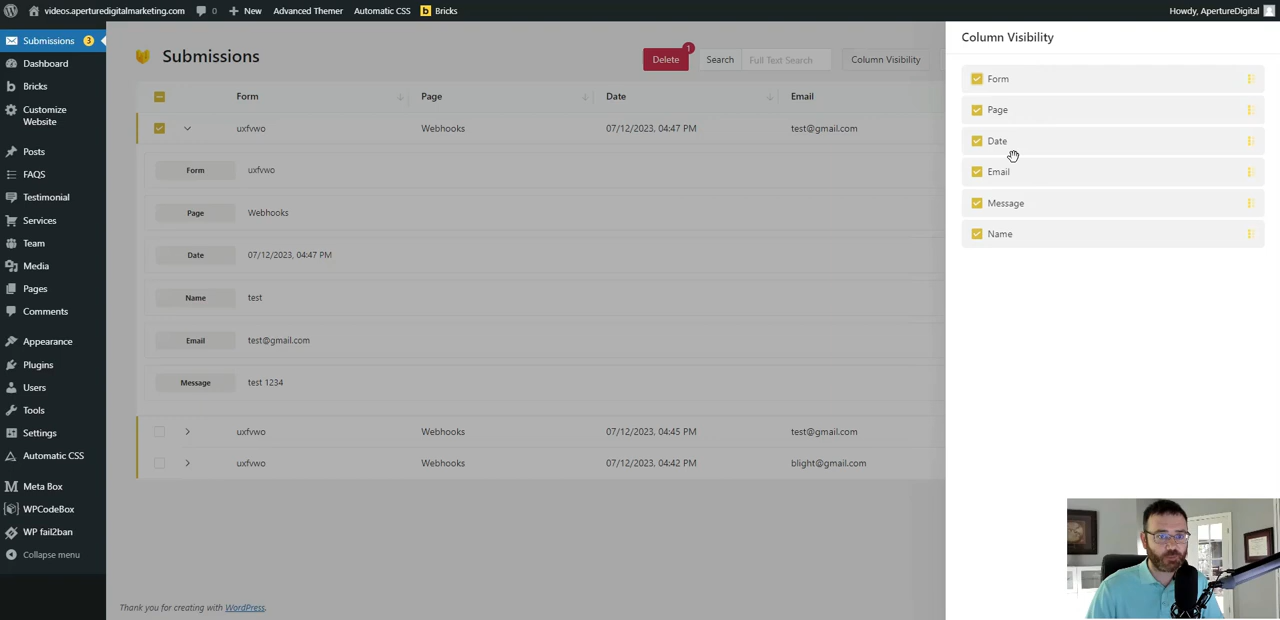 videos.aperturedigitalmarketing.com 0 New Advanced Themer Automatic CSS b Bricks Howdy, ApertureDigital
Submissions 3
Dashboard
Bricks
Customize
Website
Posts
FAQS
Testimonial
Services
Team
Media
Pages
Comments
Appearance
Plugins
Users
Tools
Settings
Automatic CSS
Meta Box
WPCodeBox
WP fail2ban
Collapse menu
Submissions
Delete 1 Search Full Text Search Column Visibility
Form Page Date Email
uxfvwo Webhooks 07/12/2023, 04:47 PM test@gmail.com
Form uxfvwo
Page Webhooks
Date 07/12/2023, 04:47 PM
Name test
Email test@gmail.com
Message test 1234
uxfvwo Webhooks 07/12/2023, 04:45 PM test@gmail.com
uxfvwo Webhooks 07/12/2023, 04:42 PM blight@gmail.com
Thank you for creating with WordPress.
Column Visibility
Form
Page
Date
Email
Message
Name